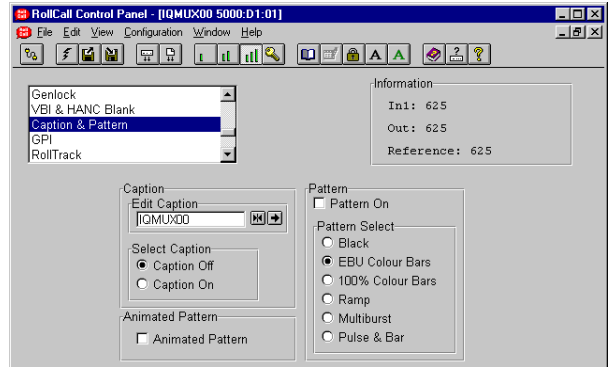 RollCall Control Panel - [IQMUX00 5000:D1:01]
File Edit View Configuration Window Help
A A
Genlock
VBI & HANC Blank
Caption & Pattern
GPI
RollTrack
Information
In1: 625
Out: 625
Reference: 625
Caption
Edit Caption
IQMUX00
Select Caption
Caption Off
Caption On
Animated Pattern
Animated Pattern
Pattern
Pattern On
Pattern Select
Black
EBU Colour Bars
100% Colour Bars
Ramp
Multiburst
Pulse & Bar